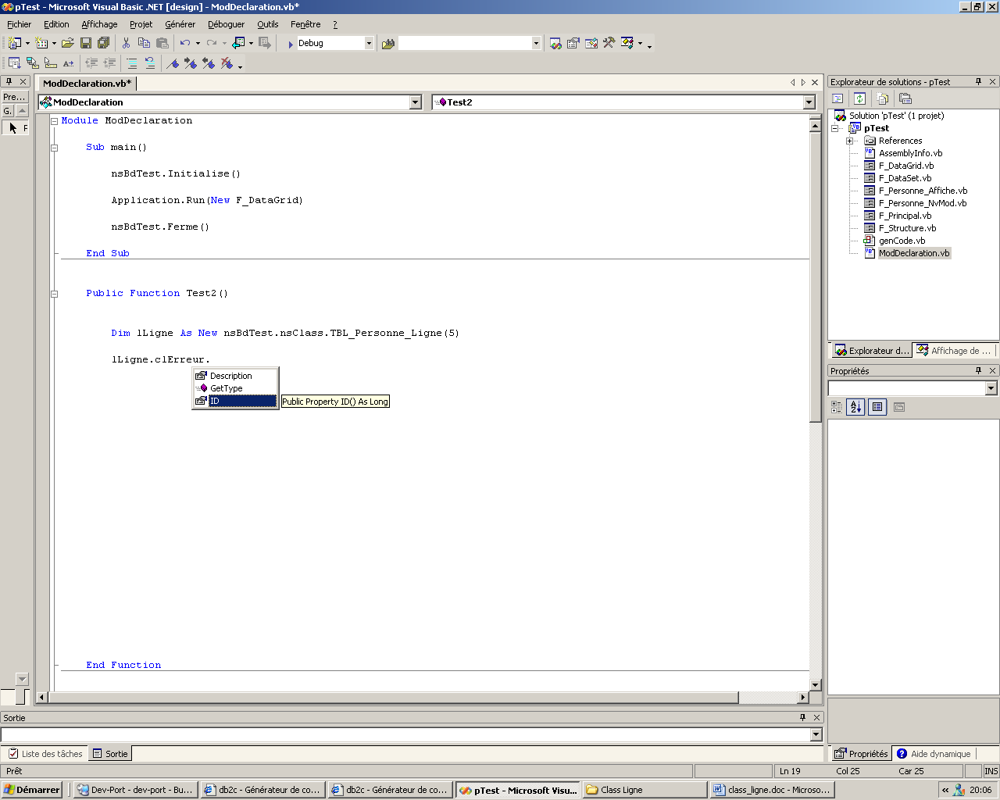 pTest - Microsoft Visual Basic .NET [design] - ModDeclaration.vb*
Fichier Edition Affichage Projet Générer Déboguer Outils Fenêtre ?
Debug
ModDeclaration.vb*
Pre...
G.
F
ModDeclaration
Test2
Module ModDeclaration
Sub main()
nsBdTest.Initialise()
Application.Run(New F_DataGrid)
nsBdTest.Ferme()
End Sub
Public Function Test2()
Dim lLigne As New nsBdTest.nsClass.TBL_Personne_Ligne(5)
lLigne.clErreur.
Description
GetType
ID
Public Property ID() As Long
End Function
Explorateur de solutions - pTest
Solution 'pTest' (1 projet)
pTest
References
AssemblyInfo.vb
F_DataGrid.vb
F_DataSet.vb
F_Personne_Affiche.vb
F_Personne_NvMod.vb
F_Principal.vb
F_Structure.vb
genCode.vb
ModDeclaration.vb
Explorateur d...
Affichage de ...
Propriétés
Propriétés
Aide dynamique
Sortie
Liste des tâches
Sortie
Prêt
Ln 19 Col 25 Car 25 INS
Démarrer
Dev-Port - dev-port - Bu...
db2c - Générateur de co...
db2c - Générateur de co...
pTest - Microsoft Visu...
Class Ligne
class_ligne.doc - Microso...
«
20:06